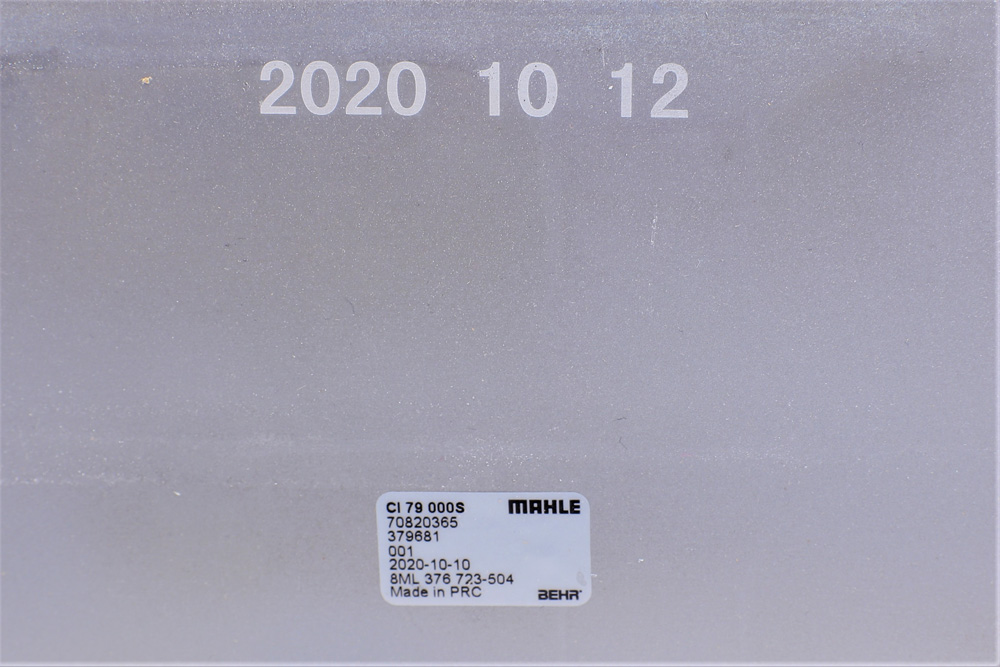 2020 10 12
CI 79 000S MAHLE
70820365
379681
001
2020-10-10
8ML 376 723-504
Made in PRC BEHR